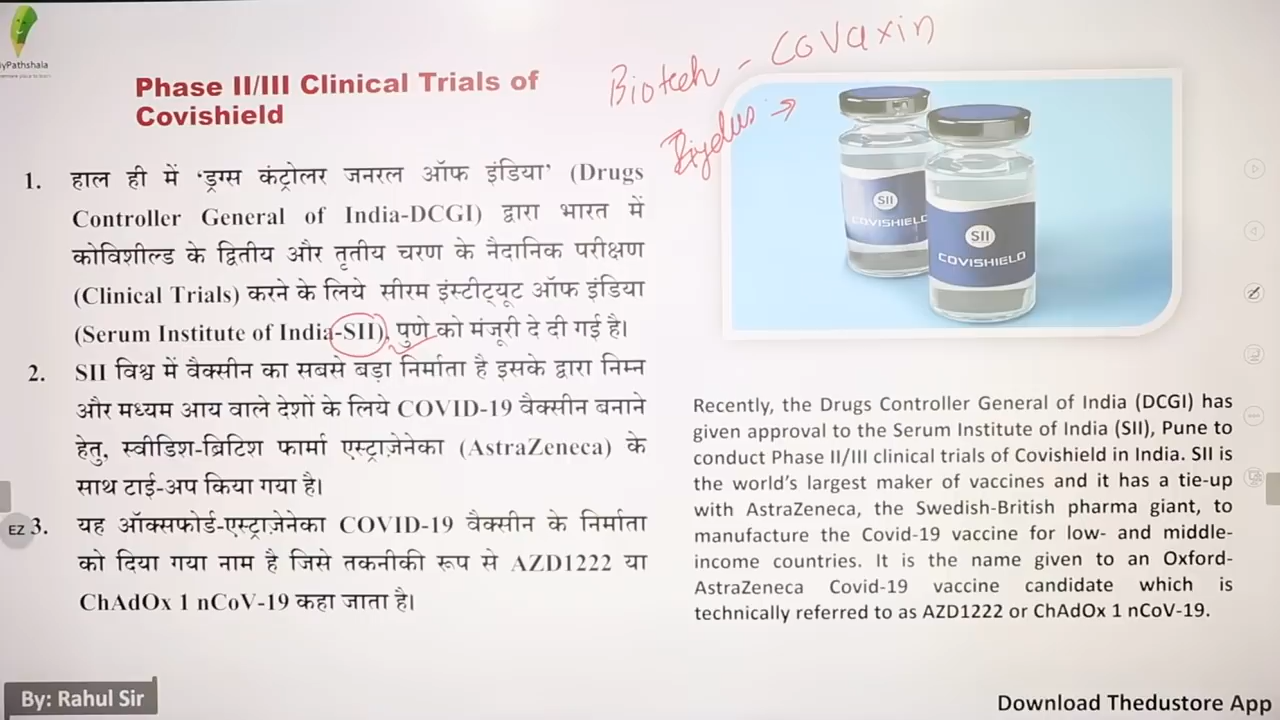 yPathshala
Phase II/III Clinical Trials of
Covishield
Biotech - Covaxin
Ziydus →
1. हाल ही में ‘ड्रग्स कंट्रोलर जनरल ऑफ इंडिया’ (Drugs
Controller General of India-DCGI) द्वारा भारत में
कोविशील्ड के द्वितीय और तृतीय चरण के नैदानिक परीक्षण
(Clinical Trials) करने के लिये सीरम इंस्टीट्यूट ऑफ इंडिया
(Serum Institute of India-SII), पुणे को मंजूरी दे दी गई है।
2. SII विश्व में वैक्सीन का सबसे बड़ा निर्माता है इसके द्वारा निम्न
और मध्यम आय वाले देशों के लिये COVID-19 वैक्सीन बनाने
हेतु, स्वीडिश-ब्रिटिश फार्मा एस्ट्राज़ेनेका (AstraZeneca) के
साथ टाई-अप किया गया है।
EZ 3. यह ऑक्सफोर्ड-एस्ट्राज़ेनेका COVID-19 वैक्सीन के निर्माता
को दिया गया नाम है जिसे तकनीकी रूप से AZD1222 या
ChAdOx 1 nCoV-19 कहा जाता है।
SII
COVISHIELD
SII
COVISHIELD
Recently, the Drugs Controller General of India (DCGI) has
given approval to the Serum Institute of India (SII), Pune to
conduct Phase II/III clinical trials of Covishield in India. SII is
the world’s largest maker of vaccines and it has a tie-up
with AstraZeneca, the Swedish-British pharma giant, to
manufacture the Covid-19 vaccine for low- and middle-
income countries. It is the name given to an Oxford-
AstraZeneca Covid-19 vaccine candidate which is
technically referred to as AZD1222 or ChAdOx 1 nCoV-19.
By: Rahul Sir
Download Thedustore App